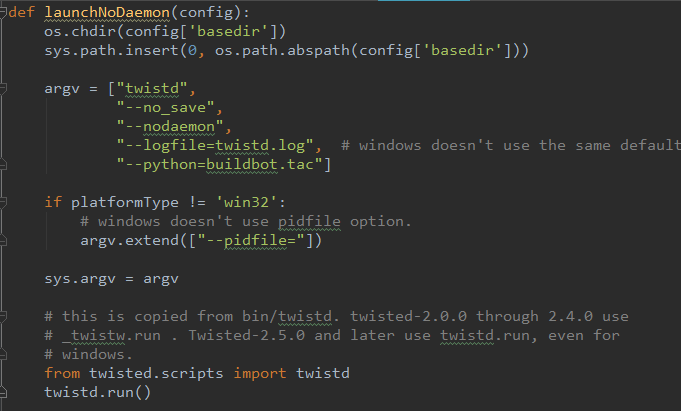 def launchNoDaemon(config):
    os.chdir(config['basedir'])
    sys.path.insert(0, os.path.abspath(config['basedir']))

    argv = ["twistd",
            "--no_save",
            "--nodaemon",
            "--logfile=twistd.log",  # windows doesn't use the same default
            "--python=buildbot.tac"]

    if platformType != 'win32':
        # windows doesn't use pidfile option.
        argv.extend(["--pidfile="])

    sys.argv = argv

    # this is copied from bin/twistd. twisted-2.0.0 through 2.4.0 use
    # _twistw.run . Twisted-2.5.0 and later use twistd.run, even for
    # windows.
    from twisted.scripts import twistd
    twistd.run()